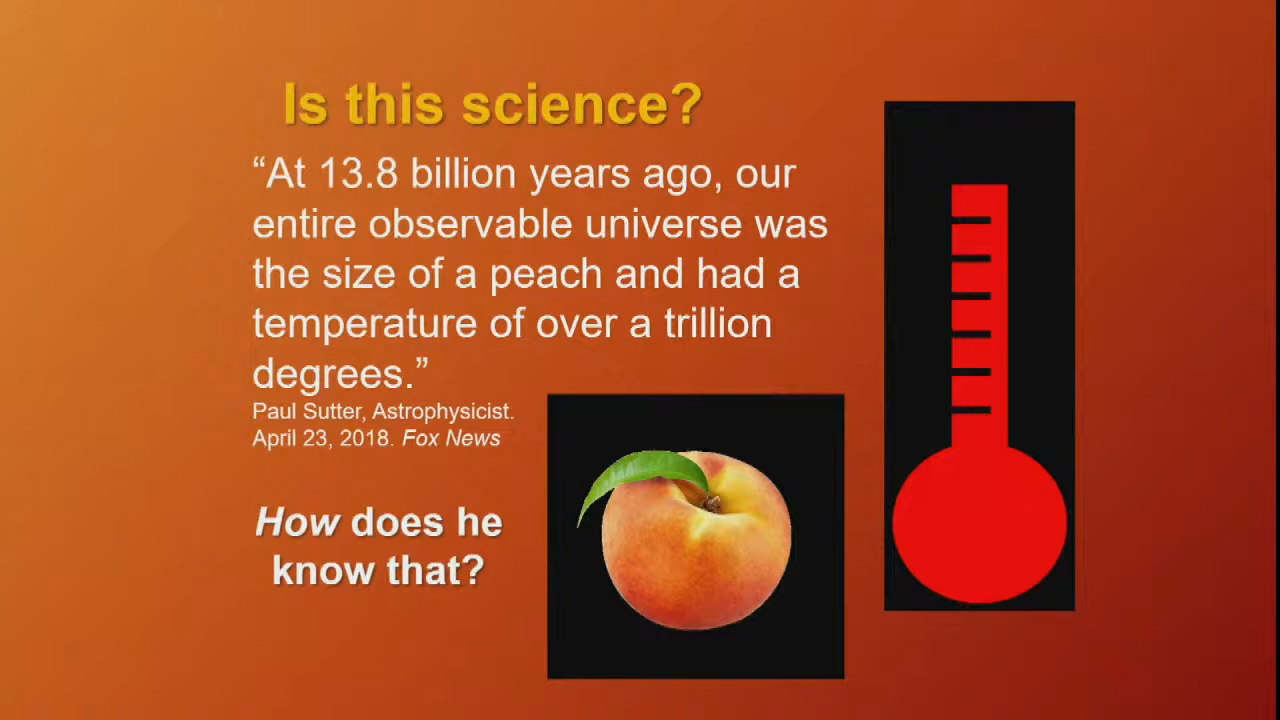 Is this science?
“At 13.8 billion years ago, our
entire observable universe was
the size of a peach and had a
temperature of over a trillion
degrees.”
Paul Sutter, Astrophysicist.
April 23, 2018. Fox News
How does he
know that?